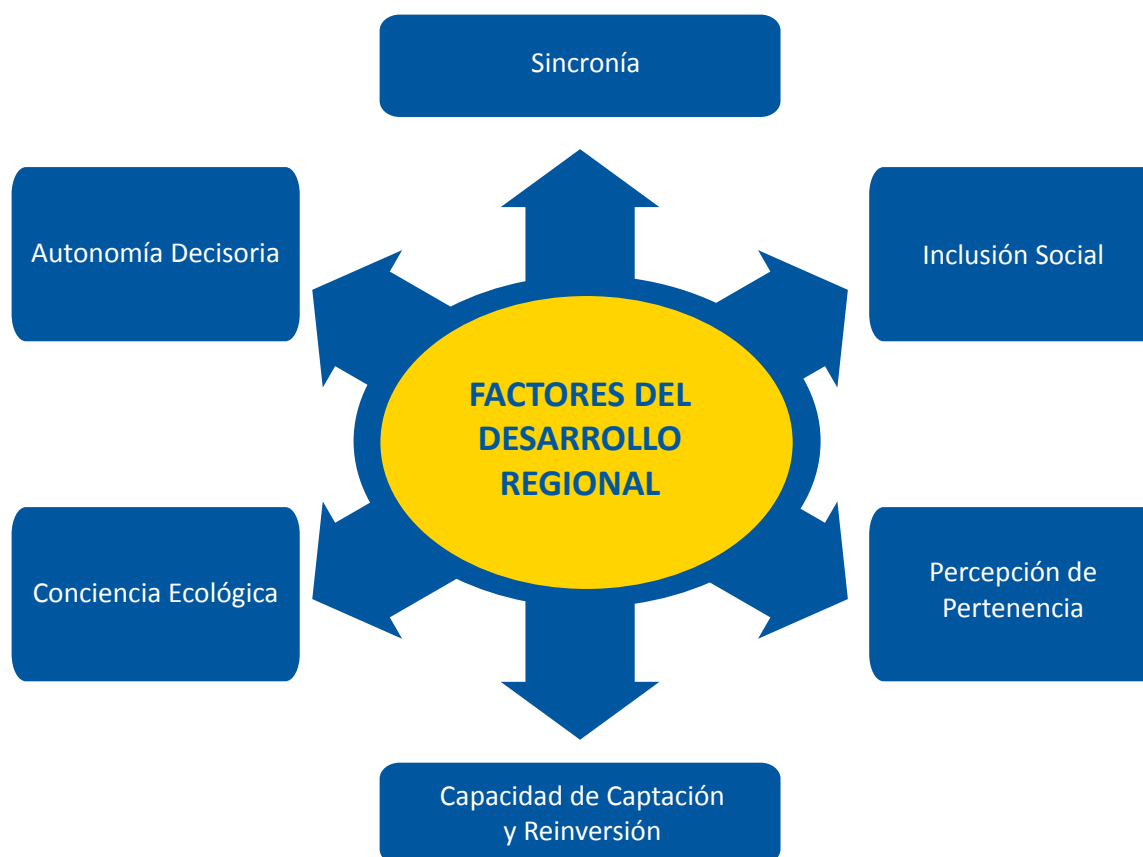 Sincronía
Autonomía Decisoria
Inclusión Social
FACTORES DEL
DESARROLLO
REGIONAL
Conciencia Ecológica
Percepción de
Pertenencia
Capacidad de Captación
y Reinversión